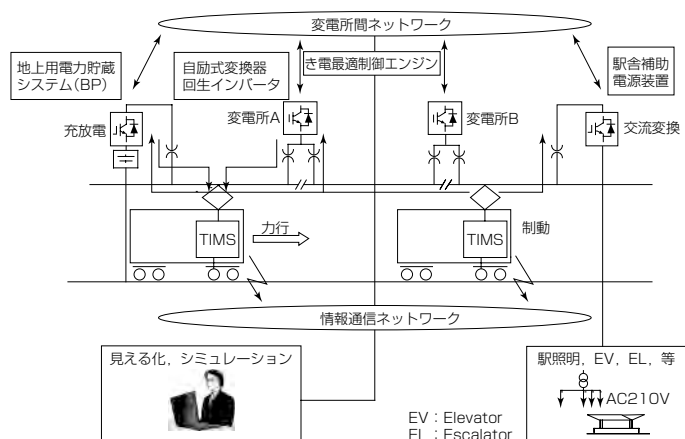 変電所間ネットワーク
地上用電力貯蔵
システム(BP)
自励式変換器
回生インバータ
き電最適制御エンジン
駅舎補助
電源装置
充放電
変電所A
変電所B
交流変換
TIMS
力行
TIMS
制動
情報通信ネットワーク
見える化，シミュレーション
駅照明，EV，EL，等
AC210V
EV：Elevator
EL：Escalator